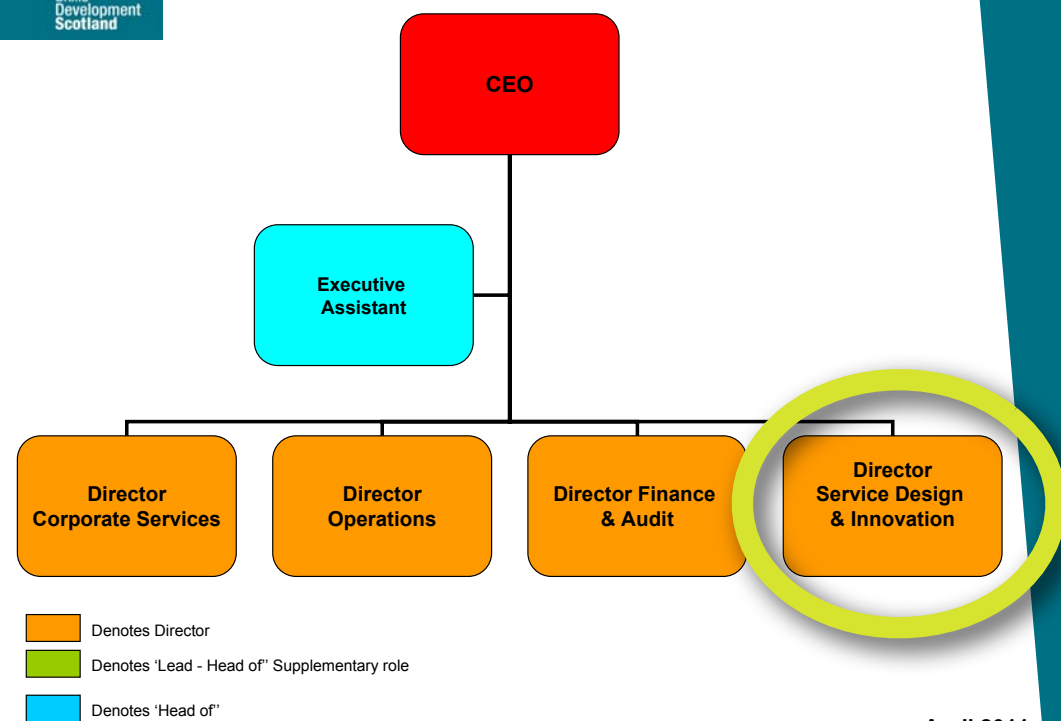 Development
Scotland
CEO
Executive
Assistant
Director
Corporate Services
Director
Operations
Director Finance
& Audit
Director
Service Design
& Innovation
Denotes Director
Denotes ‘Lead - Head of’’ Supplementary role
Denotes ‘Head of’’